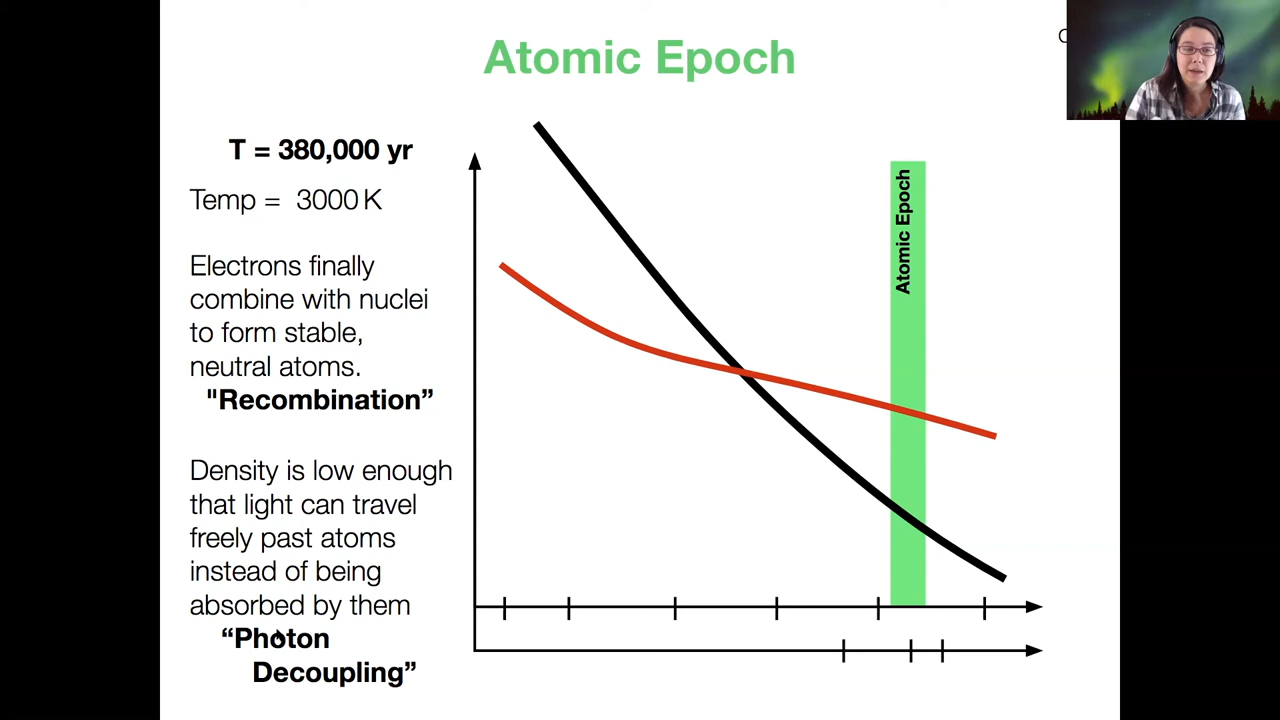 Atomic Epoch
T = 380,000 yr
Temp = 3000 K
Electrons finally
combine with nuclei
to form stable,
neutral atoms.
"Recombination”
Density is low enough
that light can travel
freely past atoms
instead of being
absorbed by them
“Photon
Decoupling”
Atomic Epoch